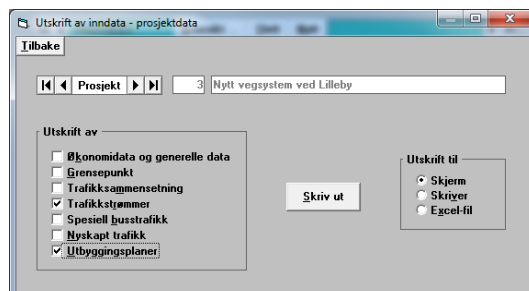 Utskrift av inndata - prosjektdata
Tilbake
Prosjekt 3 Nytt vegsystem ved Lilleby
Utskrift av
Økonomidata og generelle data
Grensepunkt
Trafikksammensetning
Trafikkstrømmer
Spesiell busstrafikk
Nyskapt trafikk
Utbyggingsplaner
Skriv ut
Utskrift til
Skjerm
Skriver
Excel-fil